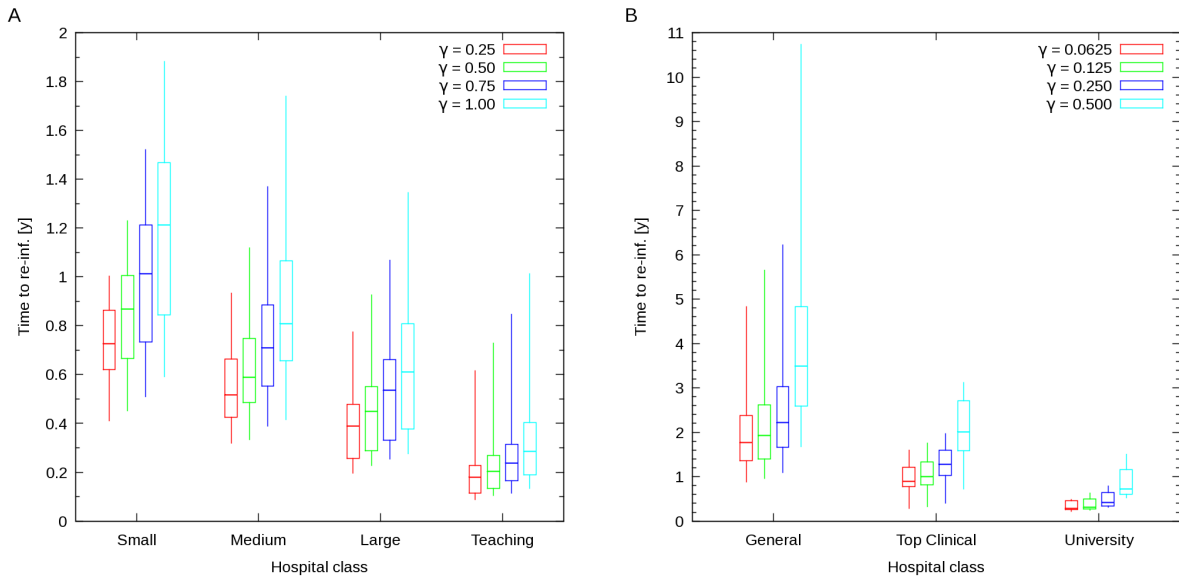 A
Time to re-inf. [y]
2
1.8
1.6
1.4
1.2
1
0.8
0.6
0.4
0.2
0
γ = 0.25
γ = 0.50
γ = 0.75
γ = 1.00
Small Medium Large Teaching
Hospital class
B
Time to re-inf. [y]
11
10
9
8
7
6
5
4
3
2
1
0
γ = 0.0625
γ = 0.125
γ = 0.250
γ = 0.500
General Top Clinical University
Hospital class